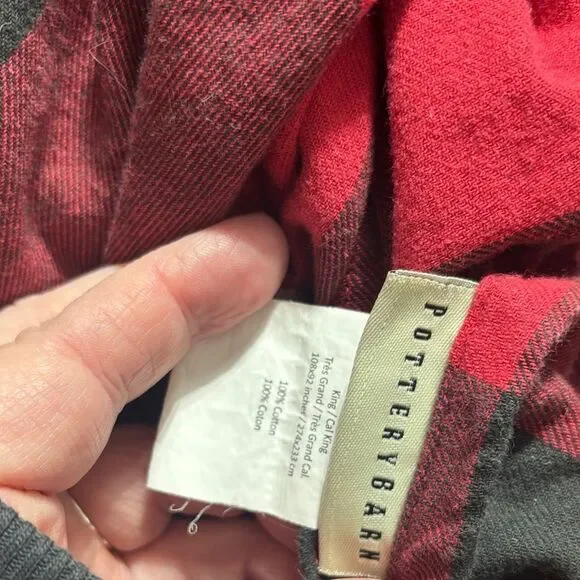 POTTERYBARN
King / Cal King
Très Grand / Très Grand Cal.
108x92 inches / 274x233 cm
100% Cotton
100% Coton